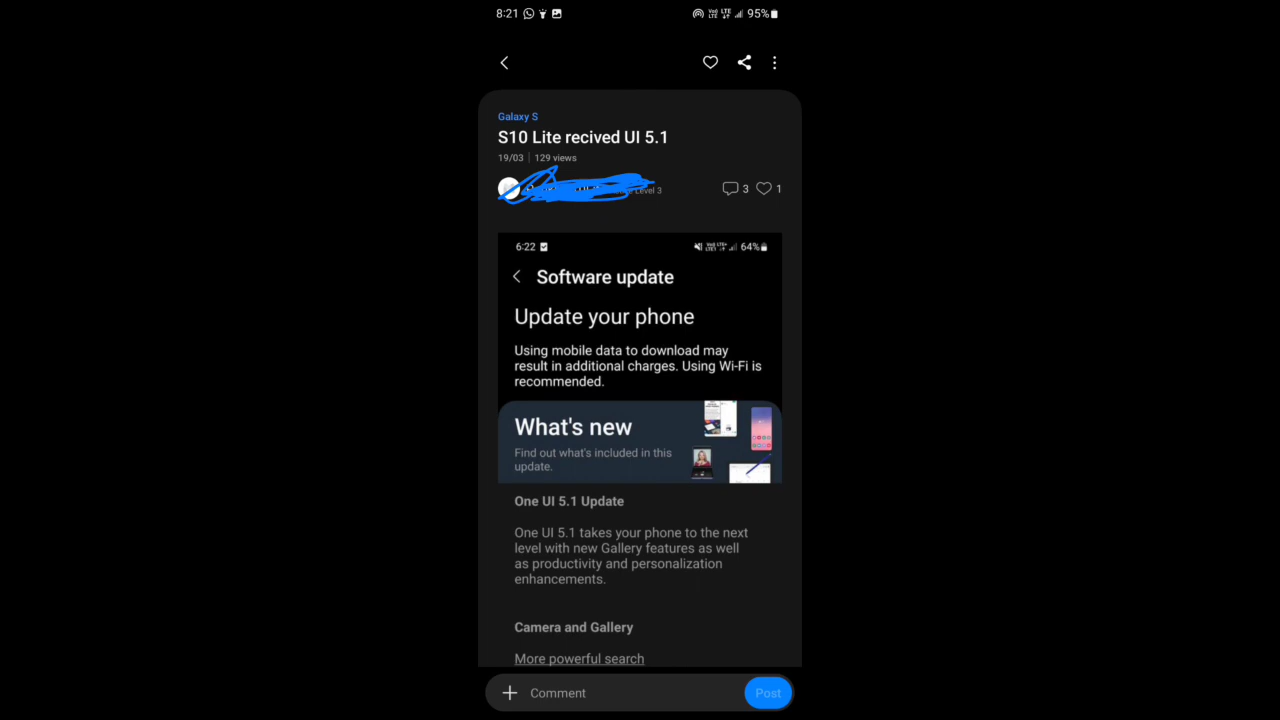 8:21 95%
Galaxy S
S10 Lite recived UI 5.1
19/03 129 views
Level 3 3 1
6:22 64%
Software update
Update your phone
Using mobile data to download may
result in additional charges. Using Wi-Fi is
recommended.
What's new
Find out what's included in this
update.
One UI 5.1 Update
One UI 5.1 takes your phone to the next
level with new Gallery features as well
as productivity and personalization
enhancements.
Camera and Gallery
More powerful search
Comment Post